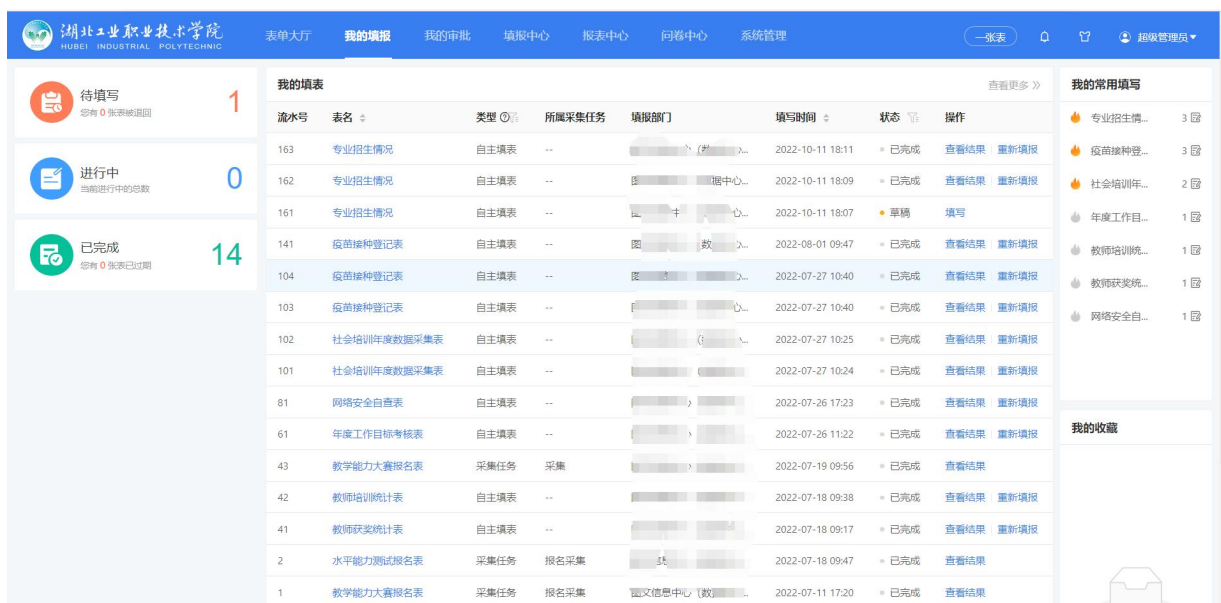 湖北工业职业技术学院
HUBEI INDUSTRIAL POLYTECHNIC
表单大厅 我的填报 我的审批 填报中心 报表中心 问卷中心 系统管理 一张表 超级管理员
待填写 1
您有 0 张表被退回
进行中 0
当前进行中的总数
已完成 14
您有 0 张表已过期
我的填表 查看更多
流水号 表名 类型 所属采集任务 填报部门 填写时间 状态 操作
163 专业招生情况 自主填表 -- 2022-10-11 18:11 已完成 查看结果 重新填报
162 专业招生情况 自主填表 -- 据中心... 2022-10-11 18:09 已完成 查看结果 重新填报
161 专业招生情况 自主填表 -- 心... 2022-10-11 18:07 草稿 填写
141 疫苗接种登记表 自主填表 -- 图 数 心... 2022-08-01 09:47 已完成 查看结果 重新填报
104 疫苗接种登记表 自主填表 -- 心... 2022-07-27 10:40 已完成 查看结果 重新填报
103 疫苗接种登记表 自主填表 -- 心... 2022-07-27 10:40 已完成 查看结果 重新填报
102 社会培训年度数据采集表 自主填表 -- 2022-07-27 10:25 已完成 查看结果 重新填报
101 社会培训年度数据采集表 自主填表 -- 2022-07-27 10:24 已完成 查看结果 重新填报
81 网络安全自查表 自主填表 -- 2022-07-26 17:23 已完成 查看结果 重新填报
61 年度工作目标考核表 自主填表 -- 2022-07-26 11:22 已完成 查看结果 重新填报
43 教学能力大赛报名表 采集任务 采集 2022-07-19 09:56 已完成 查看结果
42 教师培训统计表 自主填表 -- 2022-07-18 09:38 已完成 查看结果 重新填报
41 教师获奖统计表 自主填表 -- 2022-07-18 09:17 已完成 查看结果 重新填报
2 水平能力测试报名表 采集任务 报名采集 2022-07-18 09:47 已完成 查看结果
1 教学能力大赛报名表 采集任务 报名采集 图文信息中心（数 ... 2022-07-11 17:20 已完成 查看结果
我的常用填写
专业招生情... 3
疫苗接种登... 3
社会培训年... 2
年度工作目... 1
教师培训统... 1
教师获奖统... 1
网络安全自... 1
我的收藏